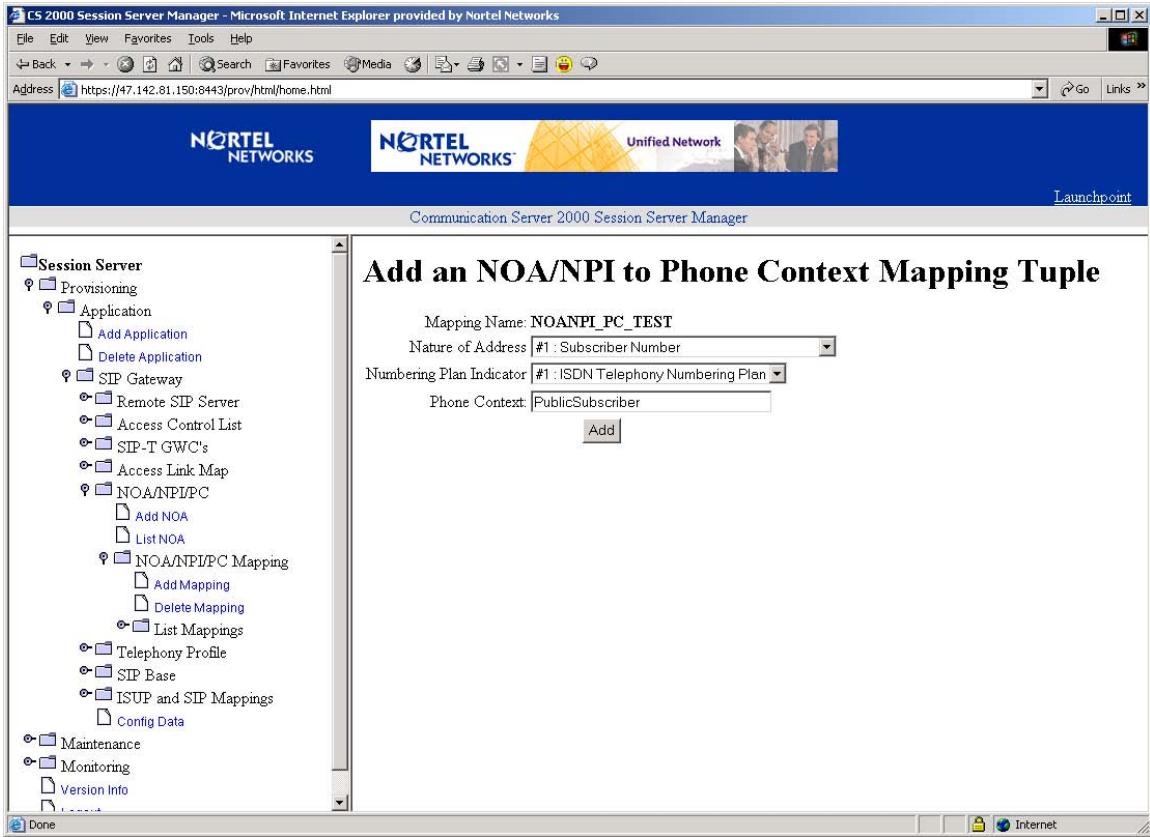 CS 2000 Session Server Manager - Microsoft Internet Explorer provided by Nortel Networks
File Edit View Favorites Tools Help
Back Search Favorites Media
Address https://47.142.81.150:8443/prov/html/home.html Go Links »
NORTEL NETWORKS
NORTEL NETWORKS™ Unified Network
Launchpoint
Communication Server 2000 Session Server Manager
Session Server
Provisioning
Application
Add Application
Delete Application
SIP Gateway
Remote SIP Server
Access Control List
SIP-T GWC's
Access Link Map
NOA/NPI/PC
Add NOA
List NOA
NOA/NPI/PC Mapping
Add Mapping
Delete Mapping
List Mappings
Telephony Profile
SIP Base
ISUP and SIP Mappings
Config Data
Maintenance
Monitoring
Version Info
Add an NOA/NPI to Phone Context Mapping Tuple
Mapping Name: NOANPI_PC_TEST
Nature of Address #1 : Subscriber Number
Numbering Plan Indicator #1 : ISDN Telephony Numbering Plan
Phone Context: PublicSubscriber
Add
Done Internet